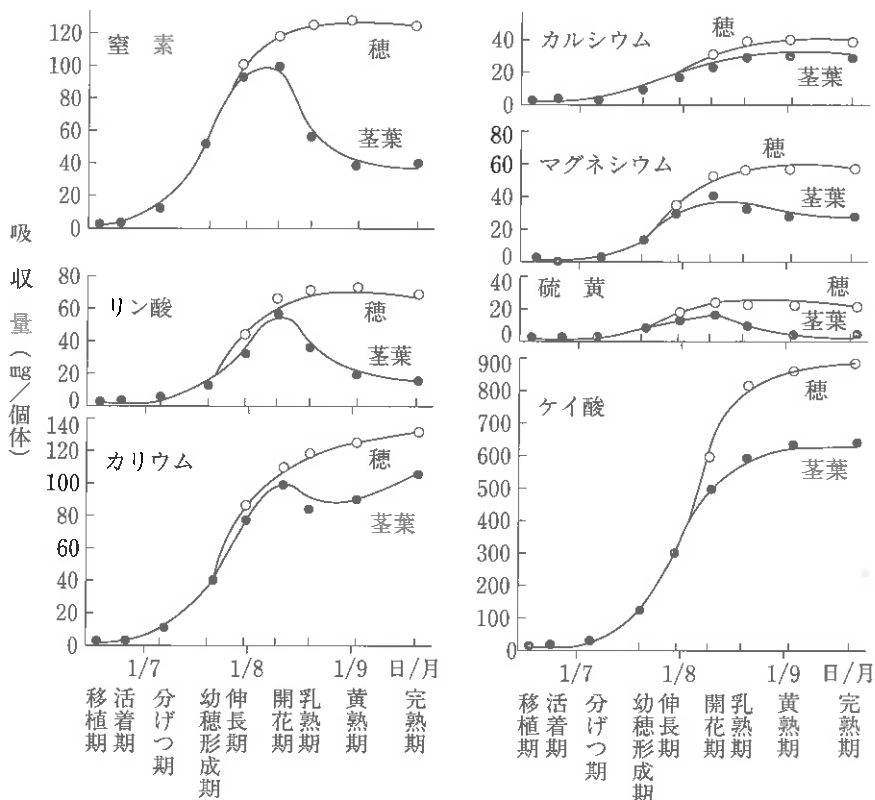 窒素
120
100
80
60
40
20
0
穂
茎葉
リン酸
80
60
40
20
0
穂
茎葉
カリウム
140
120
100
80
60
40
20
0
穂
茎葉
吸収量(mg/個体)
1/7
1/8
1/9
移植期
活着期
分げつ期
幼穂形成期
伸長期
開花期
乳熟期
黄熟期
完熟期
カルシウム
40
20
0
穂
茎葉
マグネシウム
80
60
40
20
0
穂
茎葉
硫黄
40
20
0
穂
茎葉
ケイ酸
900
800
700
600
500
400
300
200
100
0
穂
茎葉
1/7
1/8
1/9
日/月
移植期
活着期
分げつ期
幼穂形成期
伸長期
開花期
乳熟期
黄熟期
完熟期